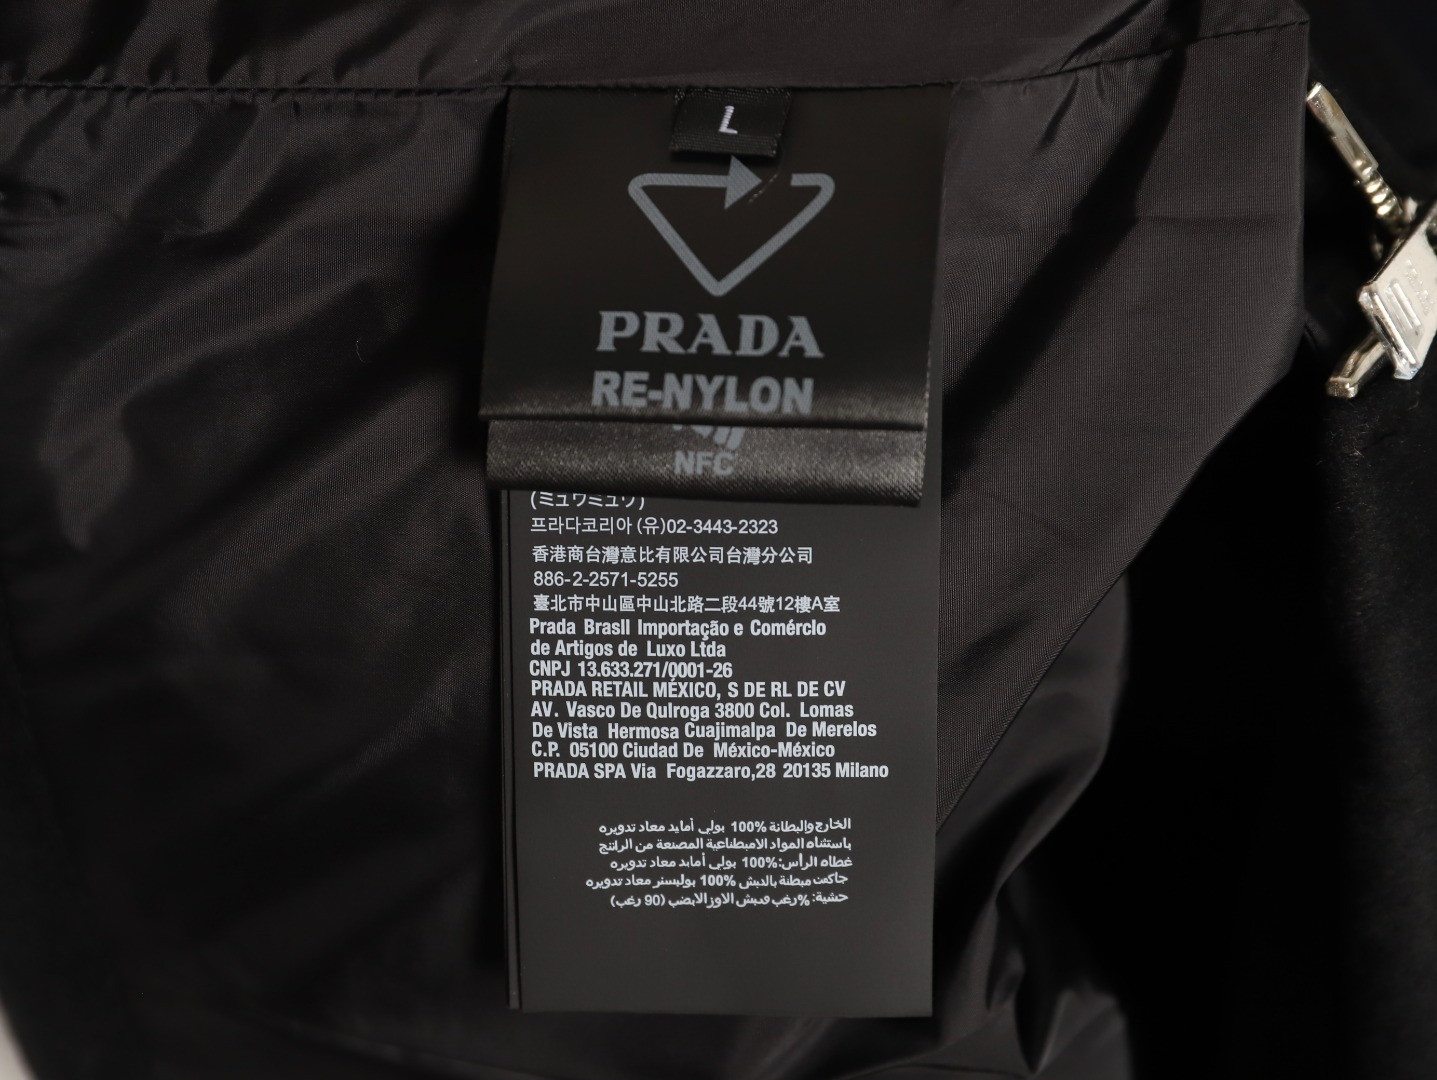 L
PRADA
RE-NYLON
NFC
(ミュウミュウ)
프라다코리아 (유)02-3443-2323
香港商台灣意比有限公司台灣分公司
886-2-2571-5255
臺北市中山區中山北路二段44號12樓A室
Prada Brasil Importação e Comércio
de Artigos de Luxo Ltda
CNPJ 13.633.271/0001-26
PRADA RETAIL MÉXICO, S DE RL DE CV
AV. Vasco De Quiroga 3800 Col. Lomas
De Vista Hermosa Cuajimalpa De Merelos
C.P. 05100 Ciudad De México-México
PRADA SPA Via Fogazzaro,28 20135 Milano
الخارج والبطانة 100% بولي أمايد معاد تدويره
باستثناء المواد الاصطناعية المصنعة من الراتنج
غطاء الرأس:100% بولي أمايد معاد تدويره
جاكت مبطنة بالريش 100% بوليستر معاد تدويره
حشية: %رغب وريش الاوز الابيض (90 رغب)